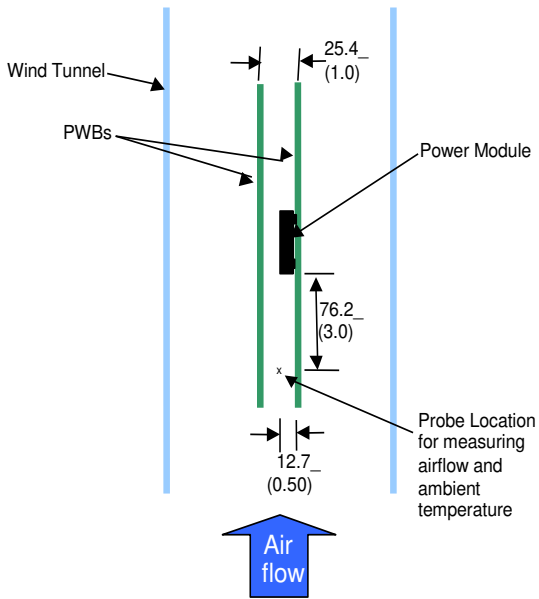 25.4_
(1.0)
Wind Tunnel
PWBs
Power Module
76.2_
(3.0)
x
Probe Location
for measuring
airflow and
ambient
temperature
12.7_
(0.50)
Air
flow